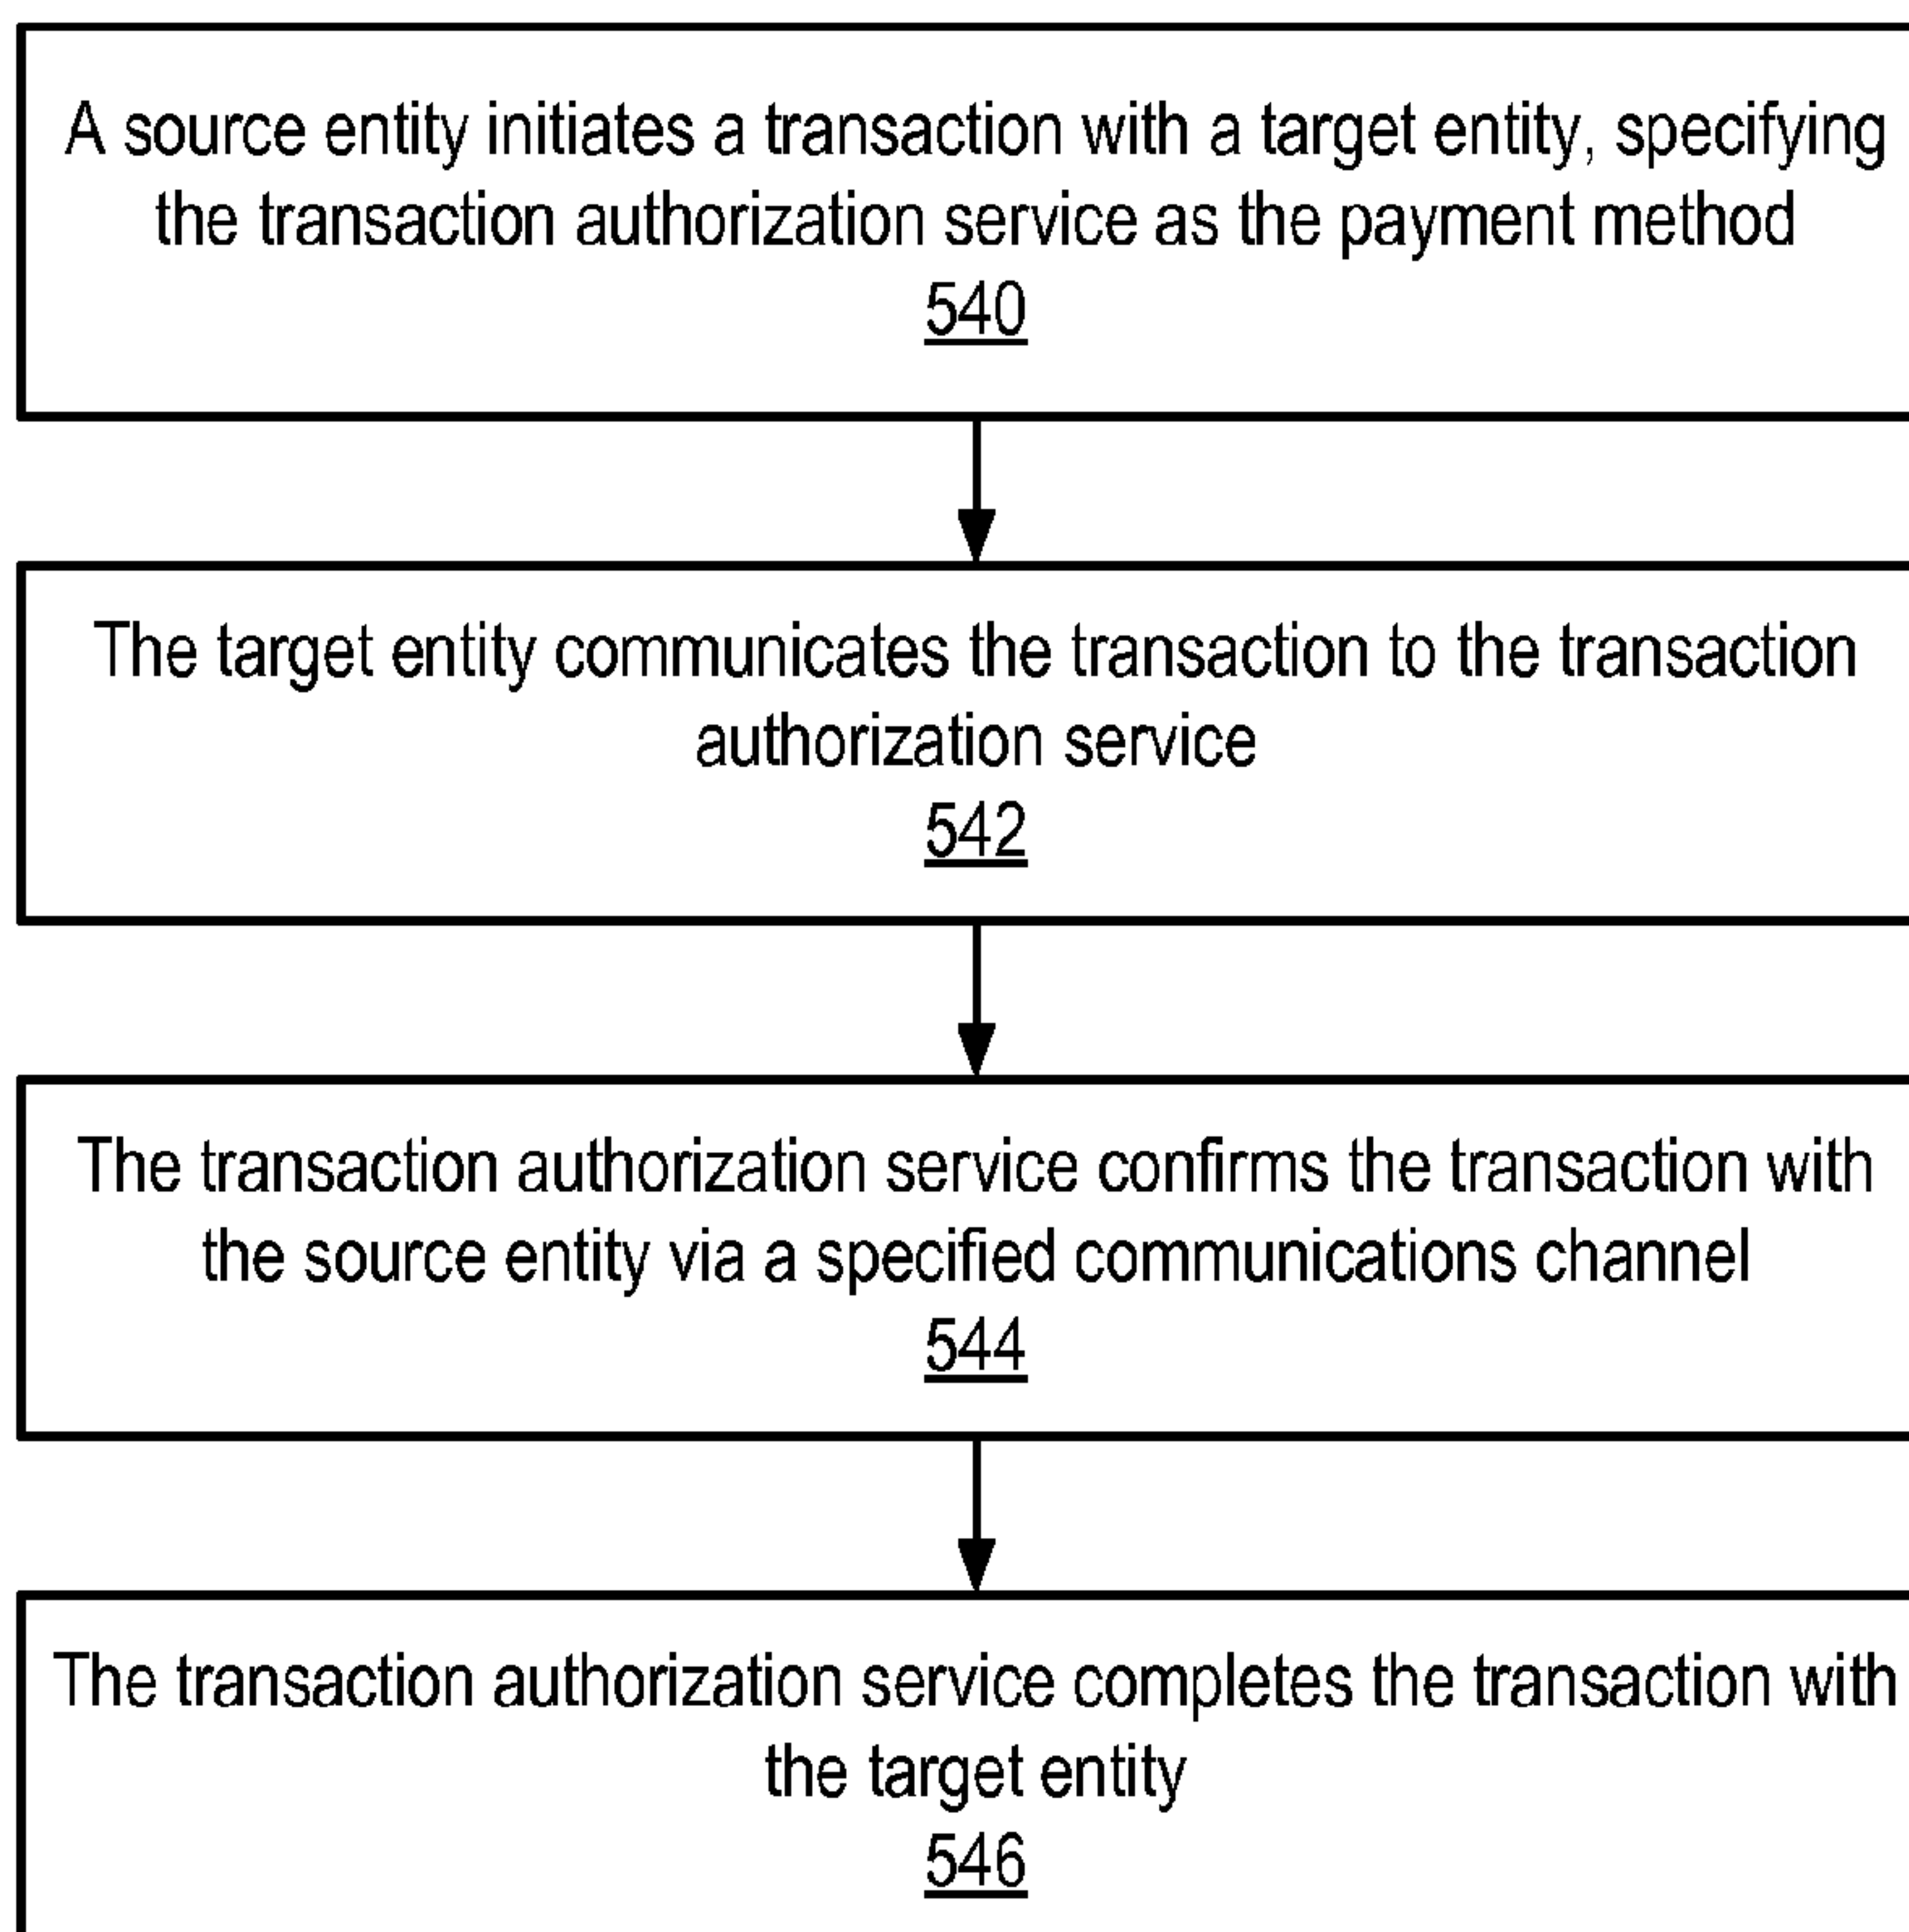 A source entity initiates a transaction with a target entity, specifying
the transaction authorization service as the payment method
540
The target entity communicates the transaction to the transaction
authorization service
542
The transaction authorization service confirms the transaction with
the source entity via a specified communications channel
544
The transaction authorization service completes the transaction with
the target entity
546